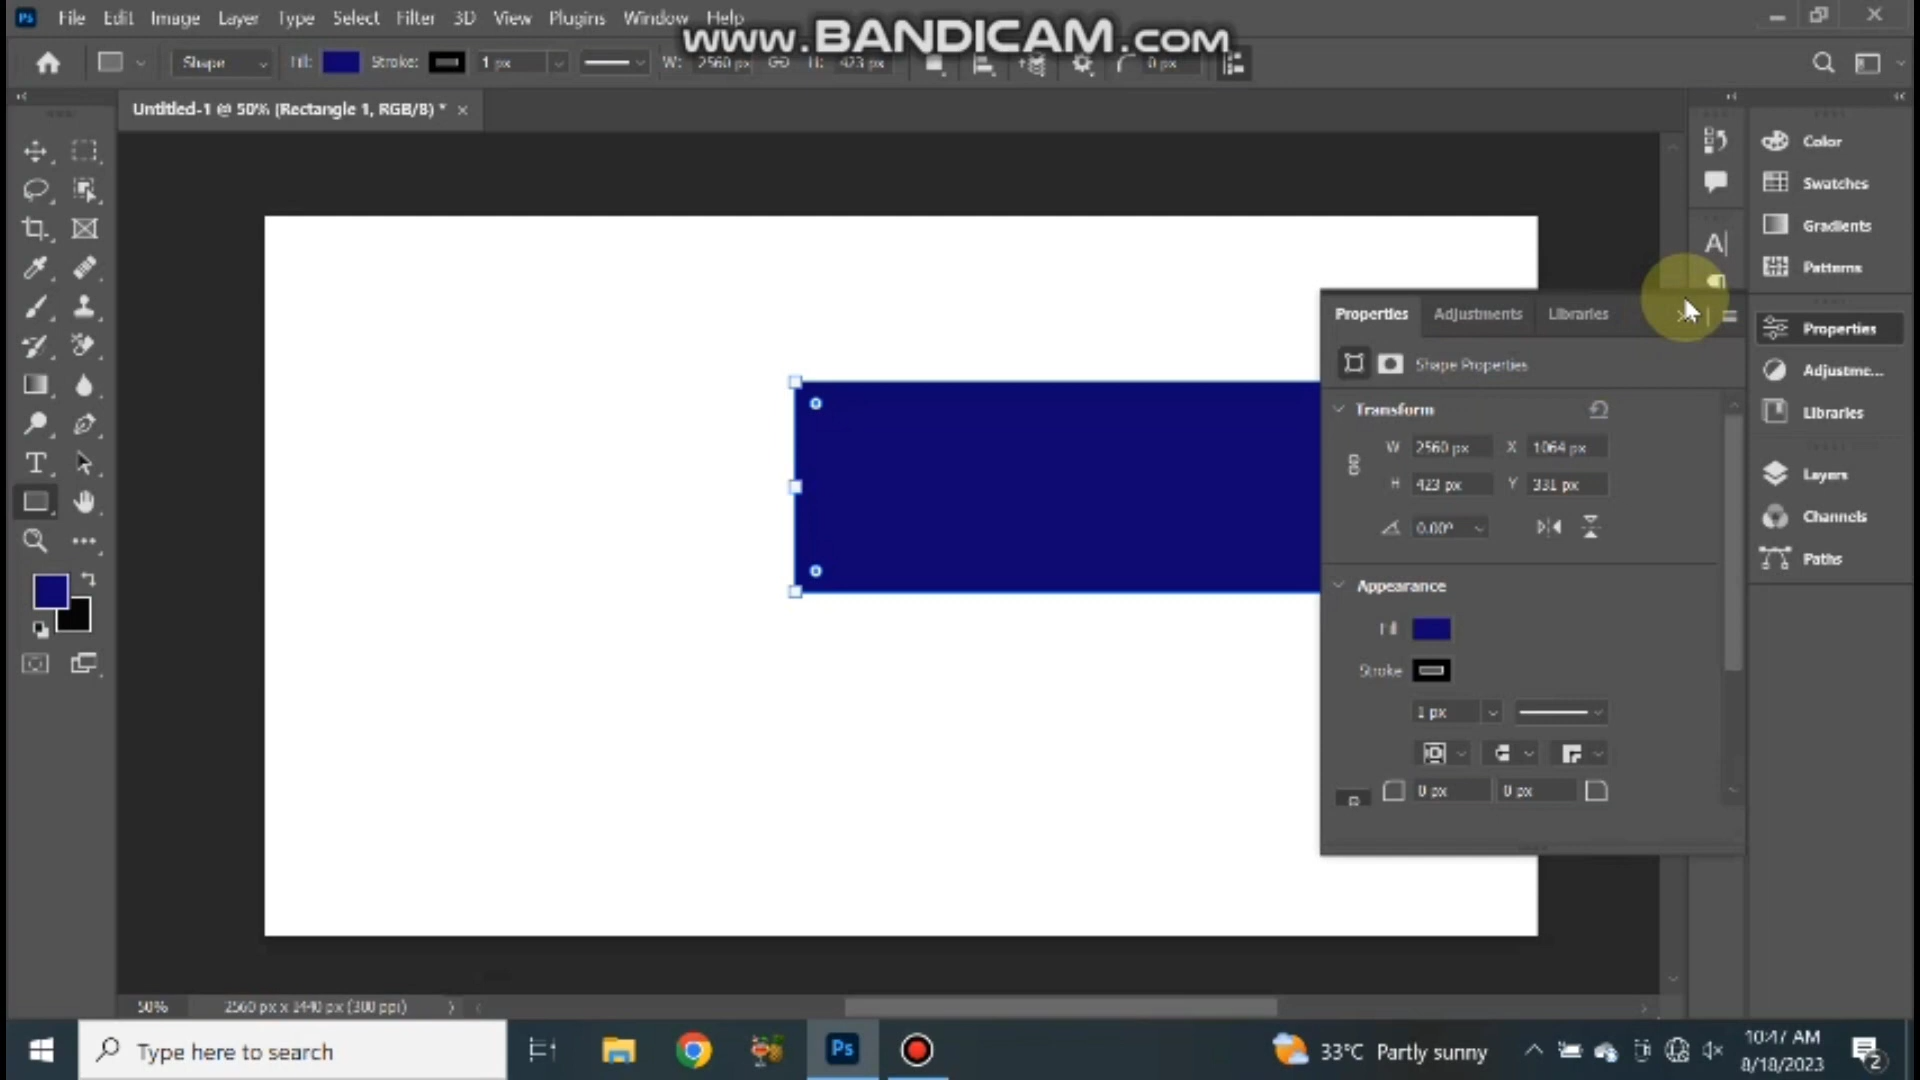 Ps File Edit Image Layer Type Select Filter 3D View Plugins Window Help
www.BANDICAM.com
Shape Fill: Stroke: 1 px W: 2560 px H: 423 px 0 px
Untitled-1 @ 50% (Rectangle 1, RGB/8) * ×
Color
Swatches
Gradients
Patterns
Properties
Adjustme...
Libraries
Layers
Channels
Paths
Properties Adjustments Libraries
Shape Properties
Transform
W 2560 px X 1064 px
H 423 px Y 331 px
0.00°
Appearance
Fill
Stroke
1 px
0 px 0 px
50% 2560 px x 1440 px (300 ppi)
Type here to search
Ps
33°C Partly sunny
10:47 AM
8/18/2023
2